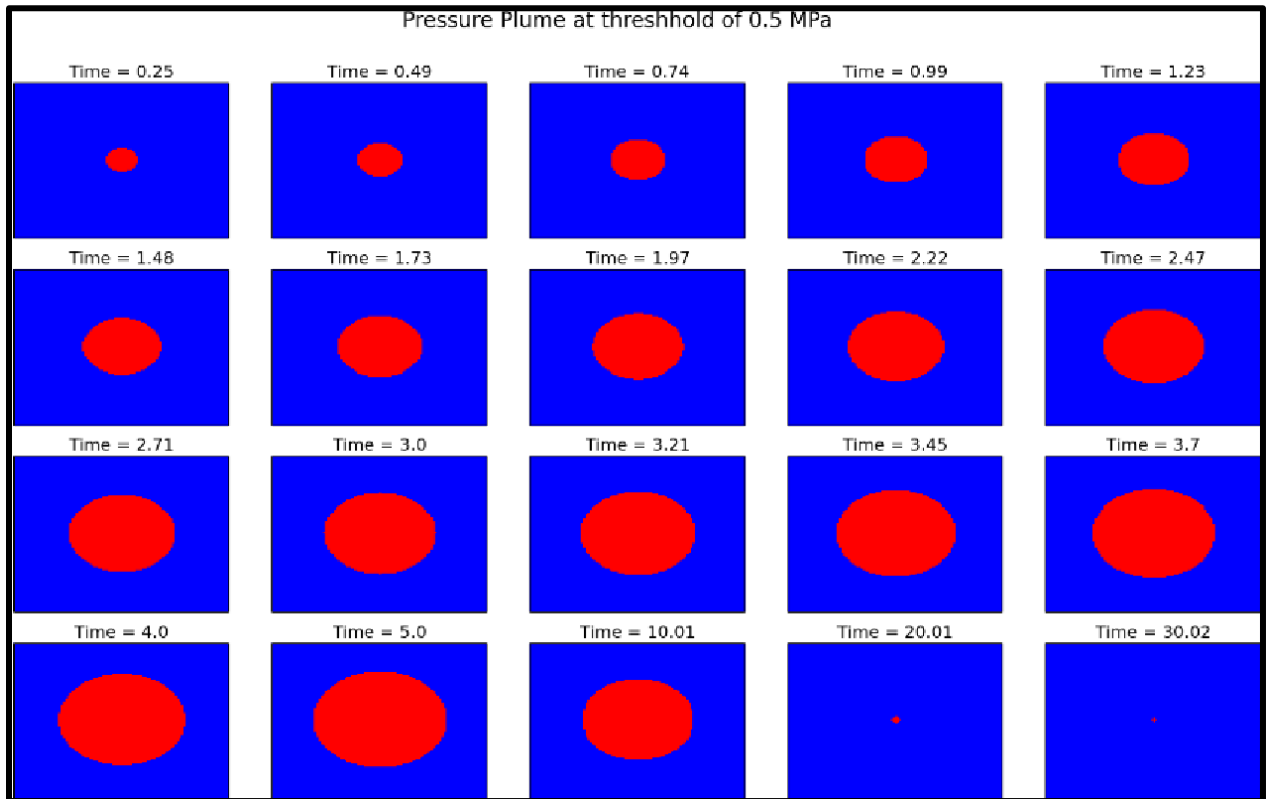 Pressure Plume at threshhold of 0.5 MPa
Time = 0.25
Time = 0.49
Time = 0.74
Time = 0.99
Time = 1.23
Time = 1.48
Time = 1.73
Time = 1.97
Time = 2.22
Time = 2.47
Time = 2.71
Time = 3.0
Time = 3.21
Time = 3.45
Time = 3.7
Time = 4.0
Time = 5.0
Time = 10.01
Time = 20.01
Time = 30.02